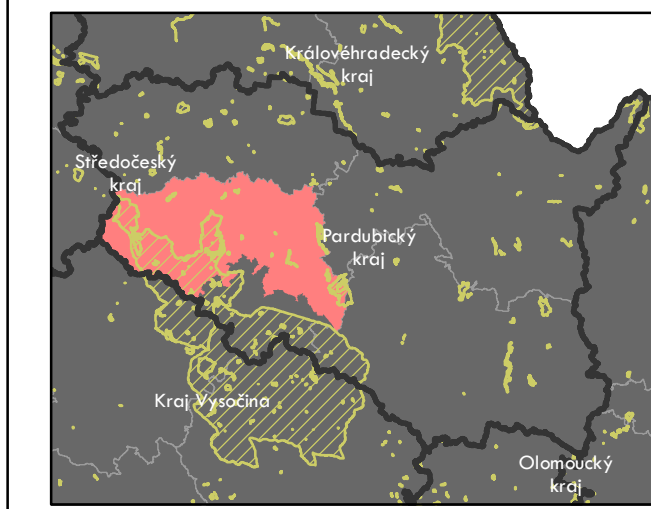 Královéhradecký
kraj
Středočeský
kraj
Pardubický
kraj
Kraj Vysočina
Olomoucký
kraj